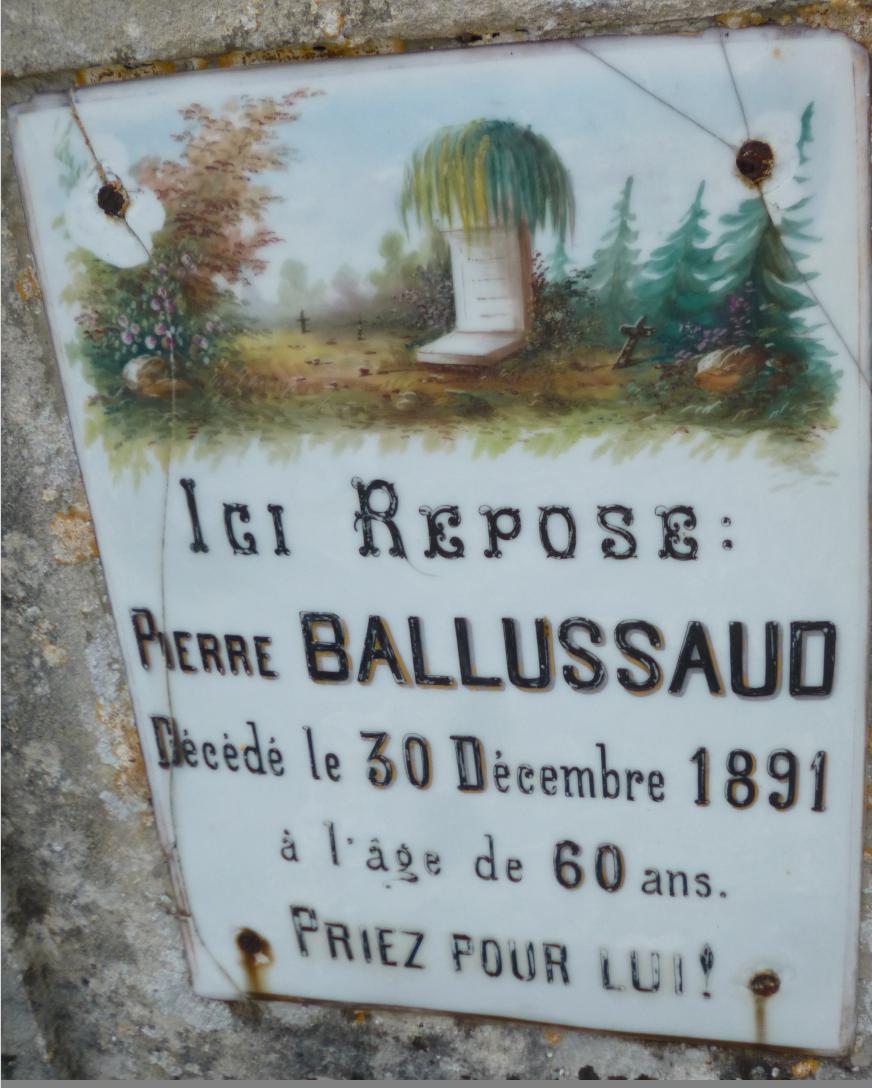 ICI REPOSE:
PIERRE BALLUSSAUD
Décédé le 30 Décembre 1891
à l'âge de 60 ans.
PRIEZ POUR LUI!